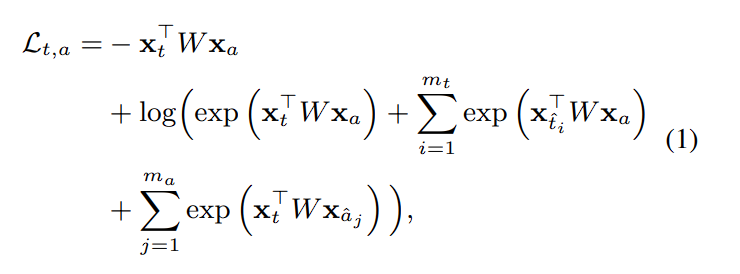 $\mathcal{L}_{t,a} = - \mathbf{x}_t^\top W \mathbf{x}_a$
$+ \log\Big( \exp\left( \mathbf{x}_t^\top W \mathbf{x}_a \right) + \sum_{i=1}^{m_t} \exp\left( \mathbf{x}_{\hat{t}_i}^\top W \mathbf{x}_a \right)$ (1)
$+ \sum_{j=1}^{m_a} \exp\left( \mathbf{x}_t^\top W \mathbf{x}_{\hat{a}_j} \right) \Big),$